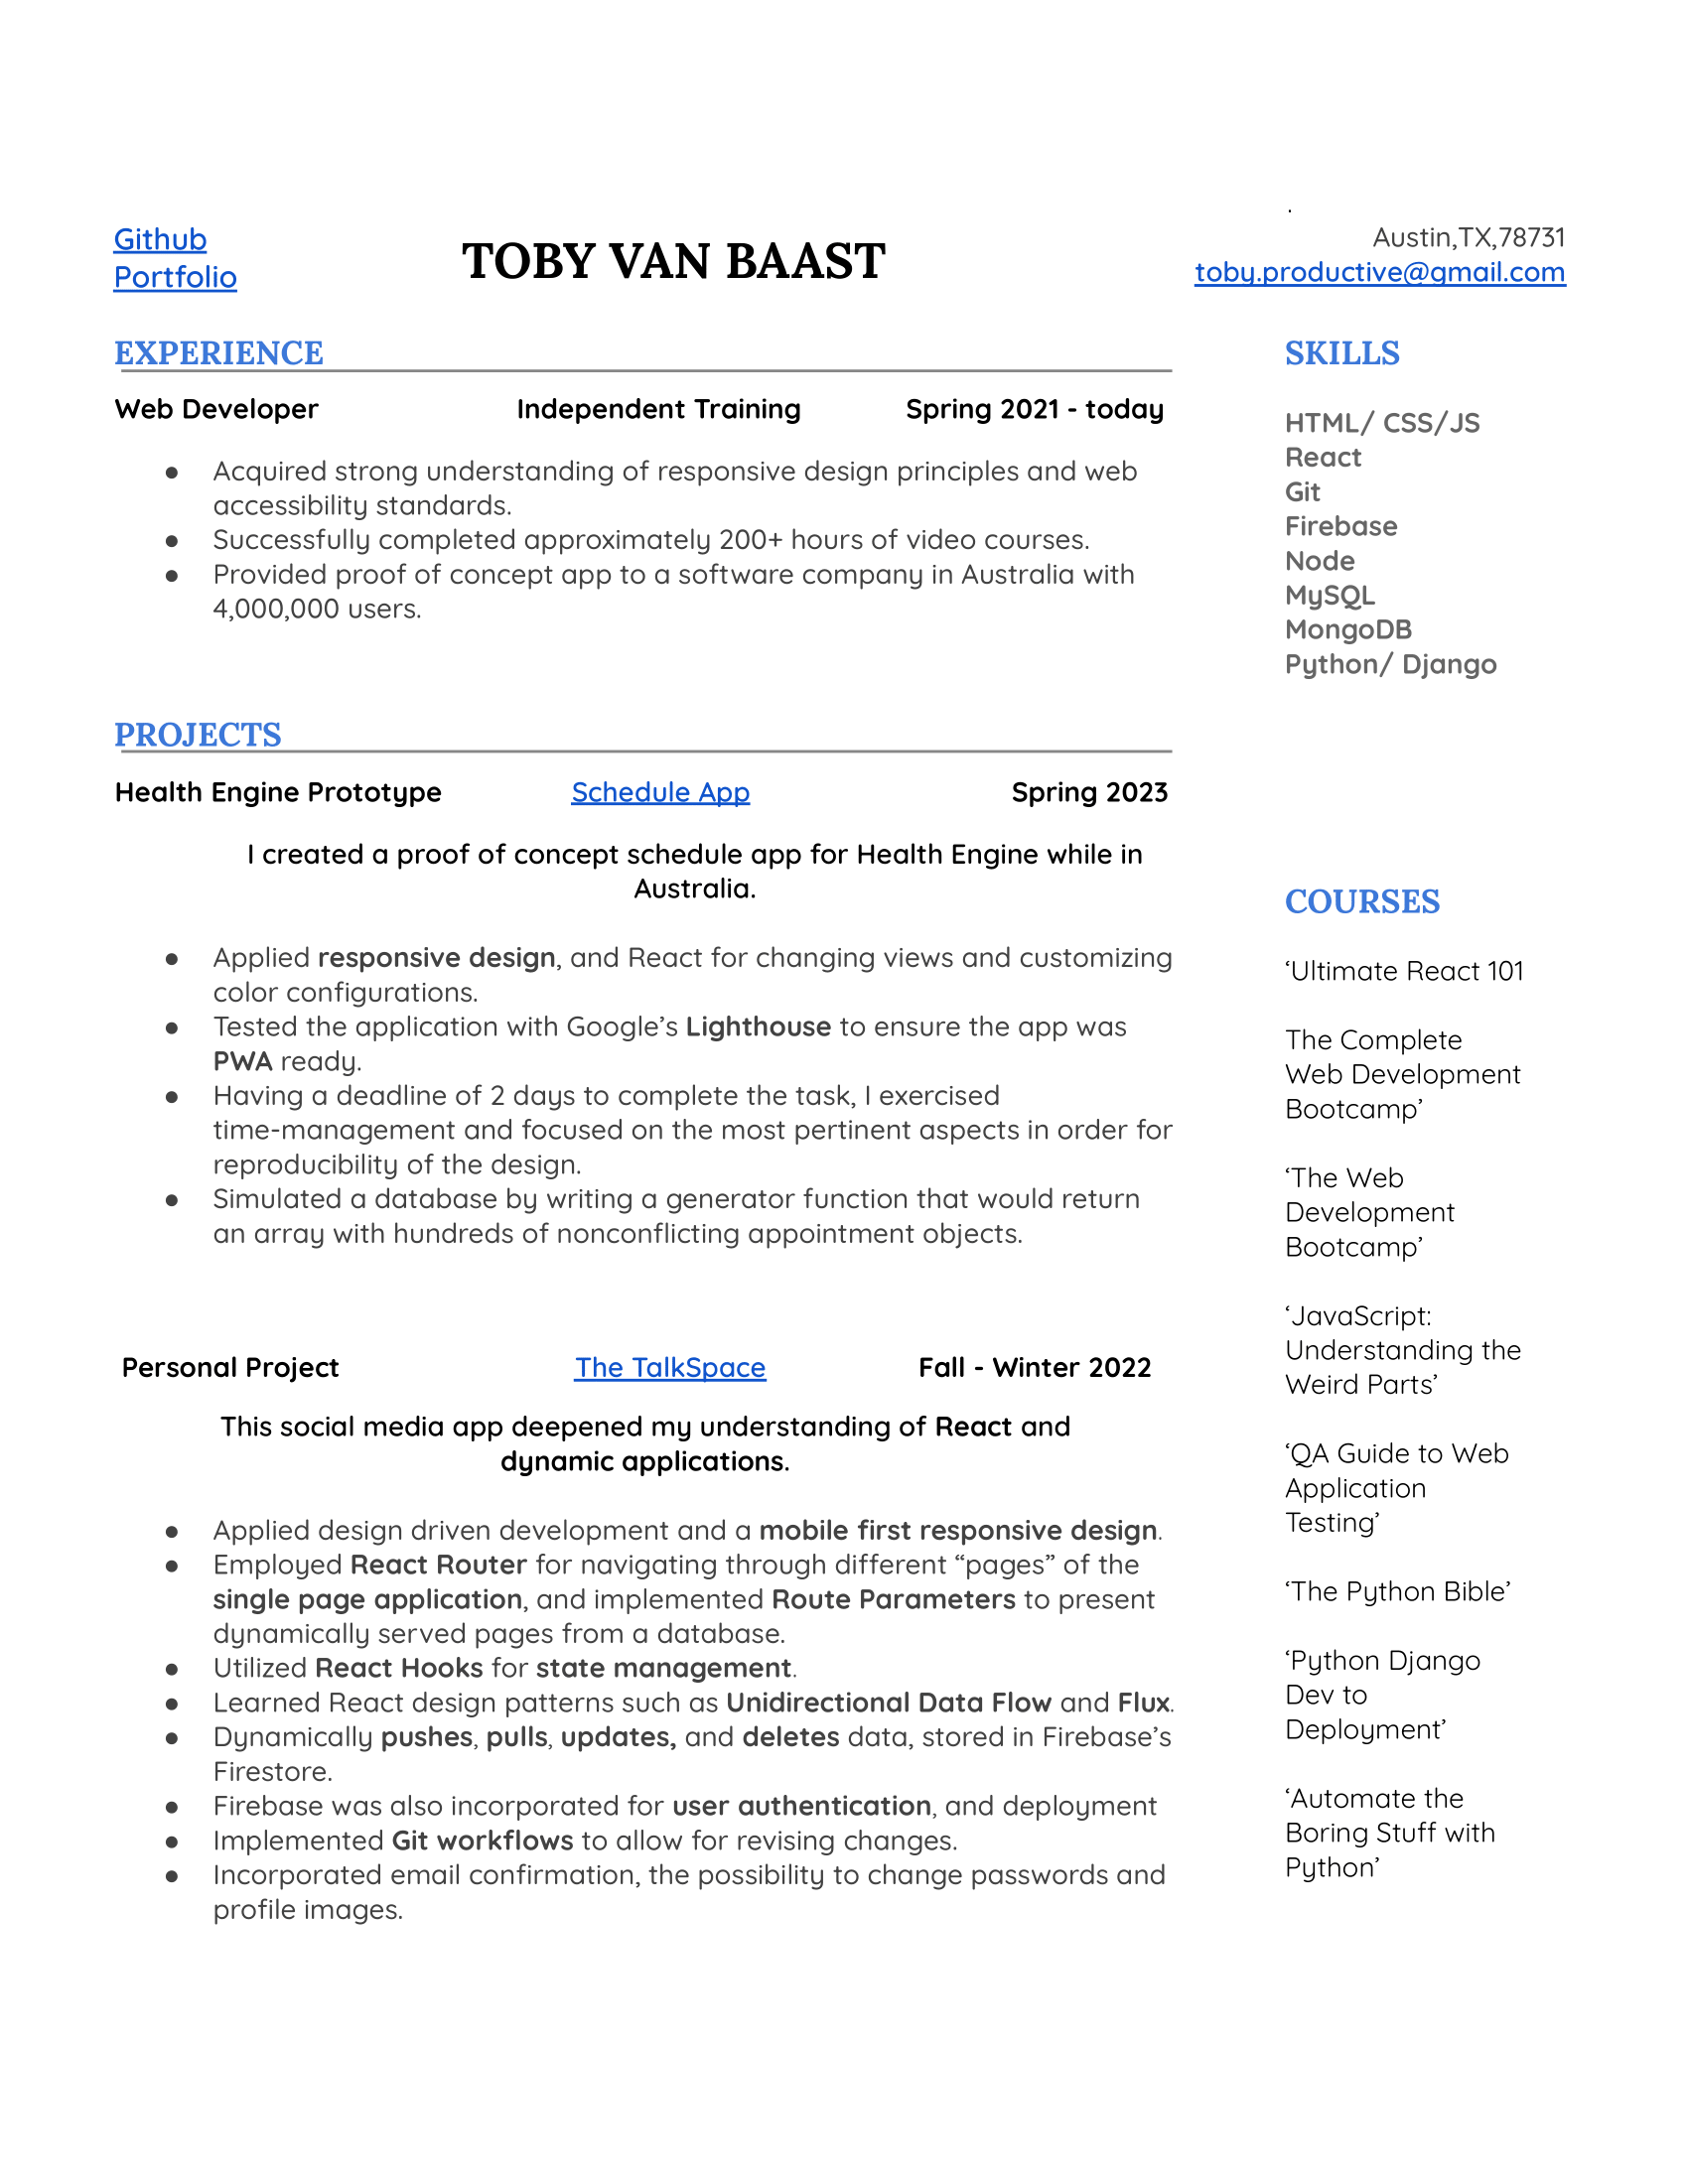 .
Github
Portfolio
TOBY VAN BAAST
Austin,TX,78731
toby.productive@gmail.com
EXPERIENCE
Web Developer Independent Training Spring 2021 - today
● Acquired strong understanding of responsive design principles and web
accessibility standards.
● Successfully completed approximately 200+ hours of video courses.
● Provided proof of concept app to a software company in Australia with
4,000,000 users.
PROJECTS
Health Engine Prototype Schedule App Spring 2023
I created a proof of concept schedule app for Health Engine while in
Australia.
● Applied responsive design, and React for changing views and customizing
color configurations.
● Tested the application with Google’s Lighthouse to ensure the app was
PWA ready.
● Having a deadline of 2 days to complete the task, I exercised
time-management and focused on the most pertinent aspects in order for
reproducibility of the design.
● Simulated a database by writing a generator function that would return
an array with hundreds of nonconflicting appointment objects.
Personal Project The TalkSpace Fall - Winter 2022
This social media app deepened my understanding of React and
dynamic applications.
● Applied design driven development and a mobile first responsive design.
● Employed React Router for navigating through different “pages” of the
single page application, and implemented Route Parameters to present
dynamically served pages from a database.
● Utilized React Hooks for state management.
● Learned React design patterns such as Unidirectional Data Flow and Flux.
● Dynamically pushes, pulls, updates, and deletes data, stored in Firebase’s
Firestore.
● Firebase was also incorporated for user authentication, and deployment
● Implemented Git workflows to allow for revising changes.
● Incorporated email confirmation, the possibility to change passwords and
profile images.
SKILLS
HTML/ CSS/JS
React
Git
Firebase
Node
MySQL
MongoDB
Python/ Django
COURSES
‘Ultimate React 101
The Complete
Web Development
Bootcamp’
‘The Web
Development
Bootcamp’
‘JavaScript:
Understanding the
Weird Parts’
‘QA Guide to Web
Application
Testing’
‘The Python Bible’
‘Python Django
Dev to
Deployment’
‘Automate the
Boring Stuff with
Python’